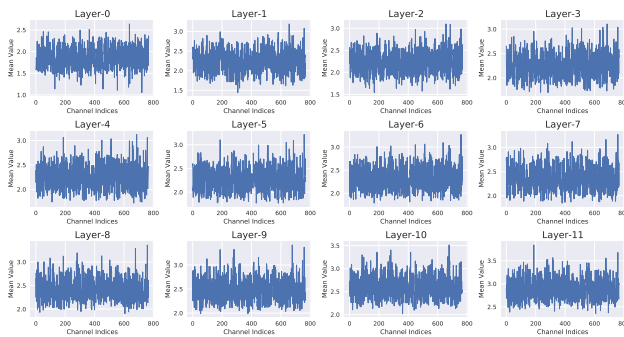 Layer-0 Layer-1 Layer-2 Layer-3
Mean Value 2.5 2.0 1.5 1.0 Mean Value 3.0 2.5 2.0 1.5 Mean Value 3.0 2.5 2.0 1.5 Mean Value 3.0 2.5 2.0
0 200 400 600 800 0 200 400 600 800 0 200 400 600 800 0 200 400 600 800
Channel Indices Channel Indices Channel Indices Channel Indices
Layer-4 Layer-5 Layer-6 Layer-7
Mean Value 3.0 2.5 2.0 Mean Value 3.0 2.5 2.0 Mean Value 3.0 2.5 2.0 Mean Value 3.0 2.5 2.0
0 200 400 600 800 0 200 400 600 800 0 200 400 600 800 0 200 400 600 800
Channel Indices Channel Indices Channel Indices Channel Indices
Layer-8 Layer-9 Layer-10 Layer-11
Mean Value 3.0 2.5 2.0 Mean Value 3.0 2.5 2.0 Mean Value 3.5 3.0 2.5 2.0 Mean Value 3.5 3.0 2.5
0 200 400 600 800 0 200 400 600 800 0 200 400 600 800 0 200 400 600 800
Channel Indices Channel Indices Channel Indices Channel Indices